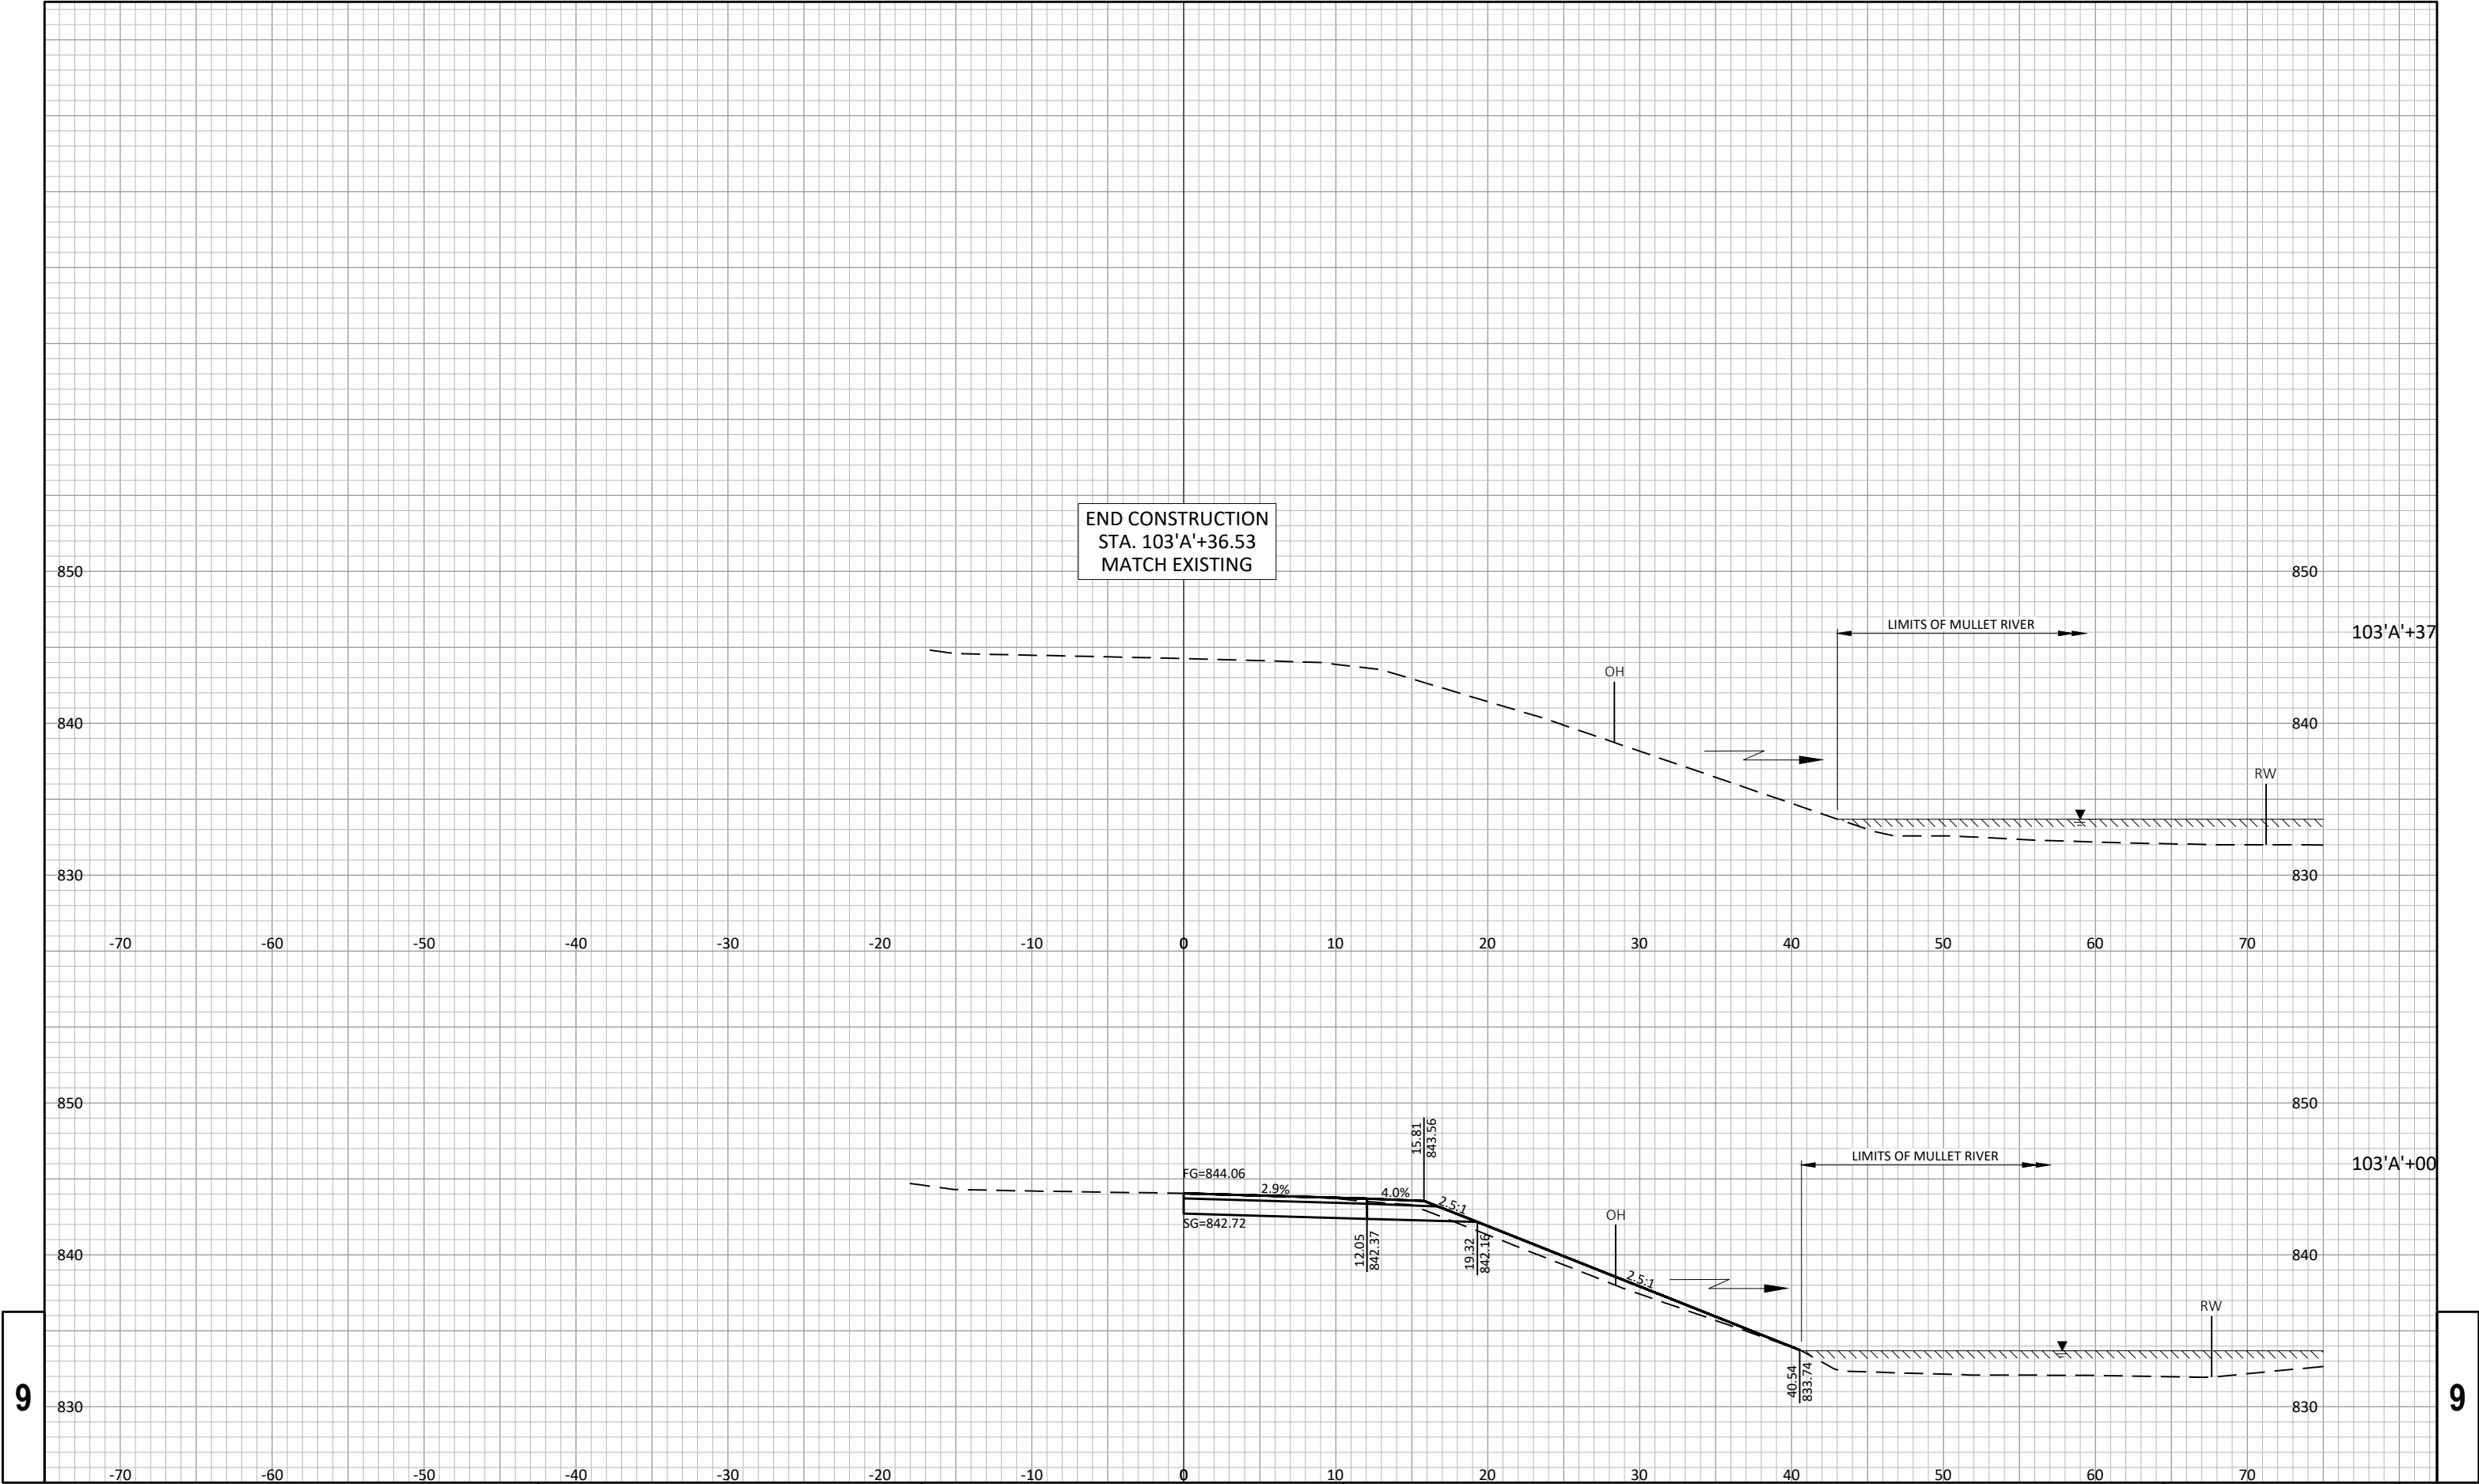 END CONSTRUCTION
STA. 103'A'+36.53
MATCH EXISTING
850
850
LIMITS OF MULLET RIVER
103'A'+37
OH
840
840
RW
830
830
-70 -60 -50 -40 -30 -20 -10 0 10 20 30 40 50 60 70
850
850
15.81
843.56
LIMITS OF MULLET RIVER
103'A'+00
FG=844.06
2.9%
4.0%
2.5:1
SG=842.72
OH
12.05
842.37
19.32
842.16
840
840
2.5:1
RW
40.54
833.74
9
9
830
830
-70 -60 -50 -40 -30 -20 -10 0 10 20 30 40 50 60 70